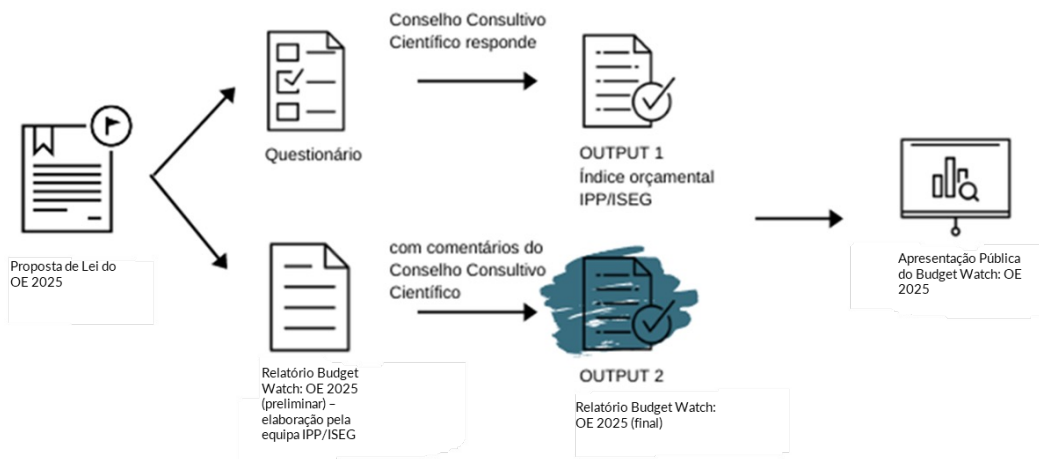 Proposta de Lei do
OE 2025
Questionário
Conselho Consultivo
Científico responde
OUTPUT 1
Índice orçamental
IPP/ISEG
Relatório Budget
Watch: OE 2025
(preliminar) –
elaboração pela
equipa IPP/ISEG
com comentários do
Conselho Consultivo
Científico
OUTPUT 2
Relatório Budget Watch:
OE 2025 (final)
Apresentação Pública
do Budget Watch: OE
2025